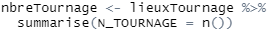 nbreTournage <- lieuxTournage %>%
  summarise(N_TOURNAGE = n())